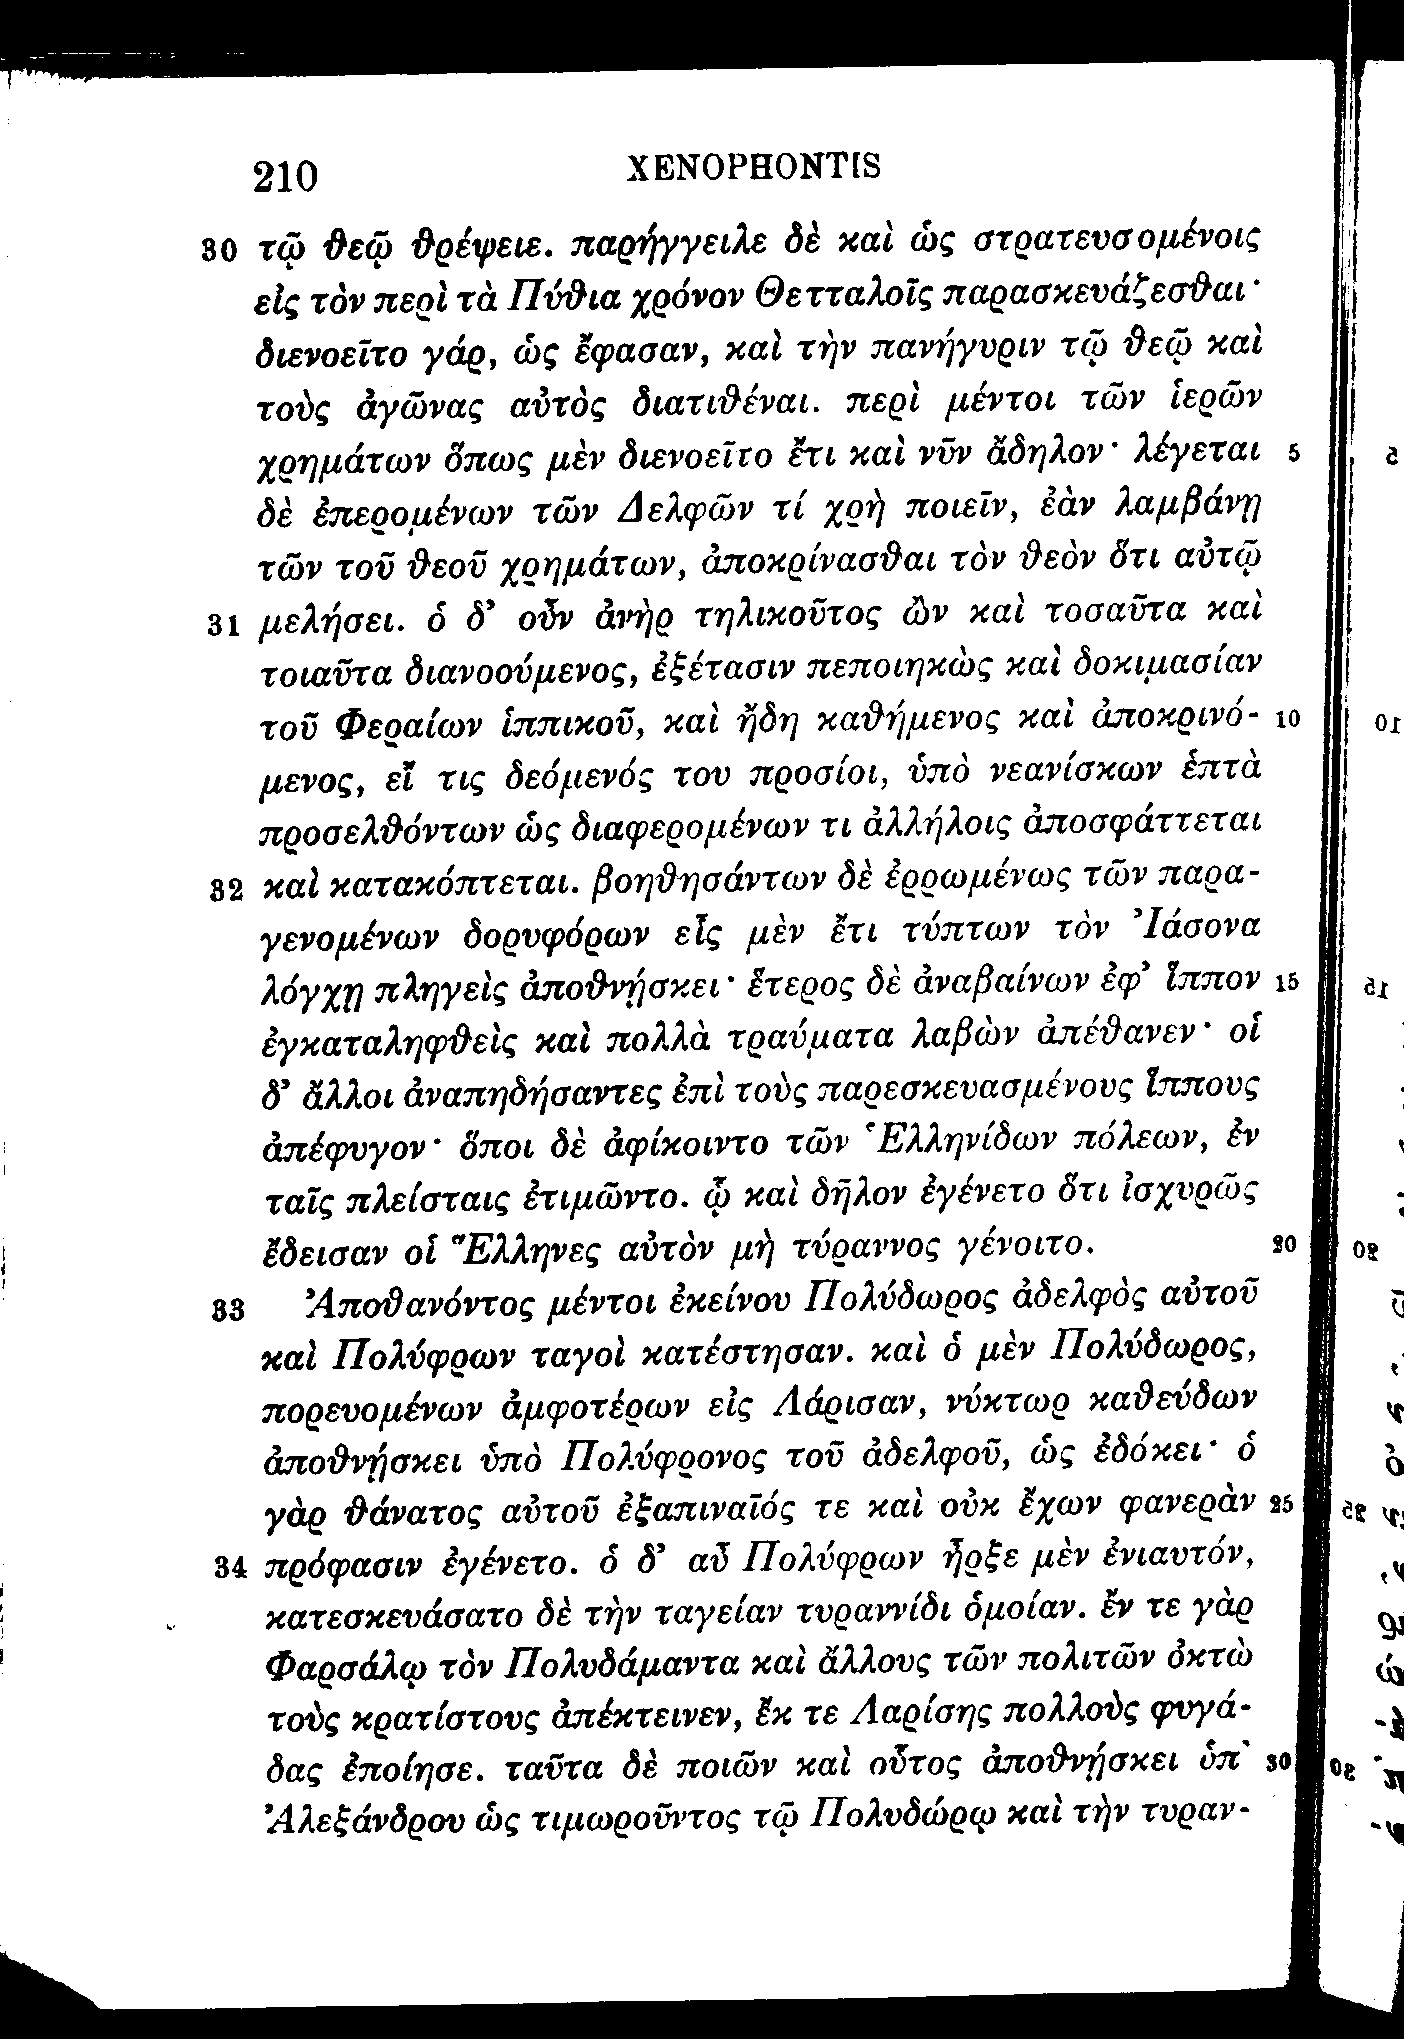 210 XENOPHONTIS
30 τῷ θεῷ θρέψειε. παρήγγειλε δὲ καὶ ὡς στρατευσομένοις
εἰς τὸν περὶ τὰ Πύθια χρόνον Θετταλοῖς παρασκευάζεσθαι·
διενοεῖτο γάρ, ὡς ἔφασαν, καὶ τὴν πανήγυριν τῷ θεῷ καὶ
τοὺς ἀγῶνας αὐτὸς διατιθέναι. περὶ μέντοι τῶν ἱερῶν
χρημάτων ὅπως μὲν διενοεῖτο ἔτι καὶ νῦν ἄδηλον· λέγεται 5
δὲ ἐπερομένων τῶν Δελφῶν τί χρὴ ποιεῖν, ἐὰν λαμβάνῃ
τῶν τοῦ θεοῦ χρημάτων, ἀποκρίνασθαι τὸν θεὸν ὅτι αὐτῷ
31 μελήσει. ὁ δ’ οὖν ἀνὴρ τηλικοῦτος ὢν καὶ τοσαῦτα καὶ
τοιαῦτα διανοούμενος, ἐξέτασιν πεποιηκὼς καὶ δοκιμασίαν
τοῦ Φεραίων ἱππικοῦ, καὶ ἤδη καθήμενος καὶ ἀποκρινό- 10
μενος, εἴ τις δεόμενός του προσίοι, ὑπὸ νεανίσκων ἑπτὰ
προσελθόντων ὡς διαφερομένων τι ἀλλήλοις ἀποσφάττεται
32 καὶ κατακόπτεται. βοηθησάντων δὲ ἐρρωμένως τῶν παρα-
γενομένων δορυφόρων εἷς μὲν ἔτι τύπτων τὸν Ἰάσονα
λόγχῃ πληγεὶς ἀποθνῄσκει· ἕτερος δὲ ἀναβαίνων ἐφ’ ἵππον 15
ἐγκαταληφθεὶς καὶ πολλὰ τραύματα λαβὼν ἀπέθανεν· οἱ
δ’ ἄλλοι ἀναπηδήσαντες ἐπὶ τοὺς παρεσκευασμένους ἵππους
ἀπέφυγον· ὅποι δὲ ἀφίκοιντο τῶν Ἑλληνίδων πόλεων, ἐν
ταῖς πλείσταις ἐτιμῶντο. ᾧ καὶ δῆλον ἐγένετο ὅτι ἰσχυρῶς
ἔδεισαν οἱ Ἕλληνες αὐτὸν μὴ τύραννος γένοιτο. 20
33 Ἀποθανόντος μέντοι ἐκείνου Πολύδωρος ἀδελφὸς αὐτοῦ
καὶ Πολύφρων ταγοὶ κατέστησαν. καὶ ὁ μὲν Πολύδωρος,
πορευομένων ἀμφοτέρων εἰς Λάρισαν, νύκτωρ καθεύδων
ἀποθνῄσκει ὑπὸ Πολύφρονος τοῦ ἀδελφοῦ, ὡς ἐδόκει· ὁ
γὰρ θάνατος αὐτοῦ ἐξαπιναῖός τε καὶ οὐκ ἔχων φανερὰν 25
34 πρόφασιν ἐγένετο. ὁ δ’ αὖ Πολύφρων ἦρξε μὲν ἐνιαυτόν,
κατεσκευάσατο δὲ τὴν ταγείαν τυραννίδι ὁμοίαν. ἔν τε γὰρ
Φαρσάλῳ τὸν Πολυδάμαντα καὶ ἄλλους τῶν πολιτῶν ὀκτὼ
τοὺς κρατίστους ἀπέκτεινεν, ἔκ τε Λαρίσης πολλοὺς φυγά-
δας ἐποίησε. ταῦτα δὲ ποιῶν καὶ οὗτος ἀποθνῄσκει ὑπ’ 30
Ἀλεξάνδρου ὡς τιμωροῦντος τῷ Πολυδώρῳ καὶ τὴν τυραν-